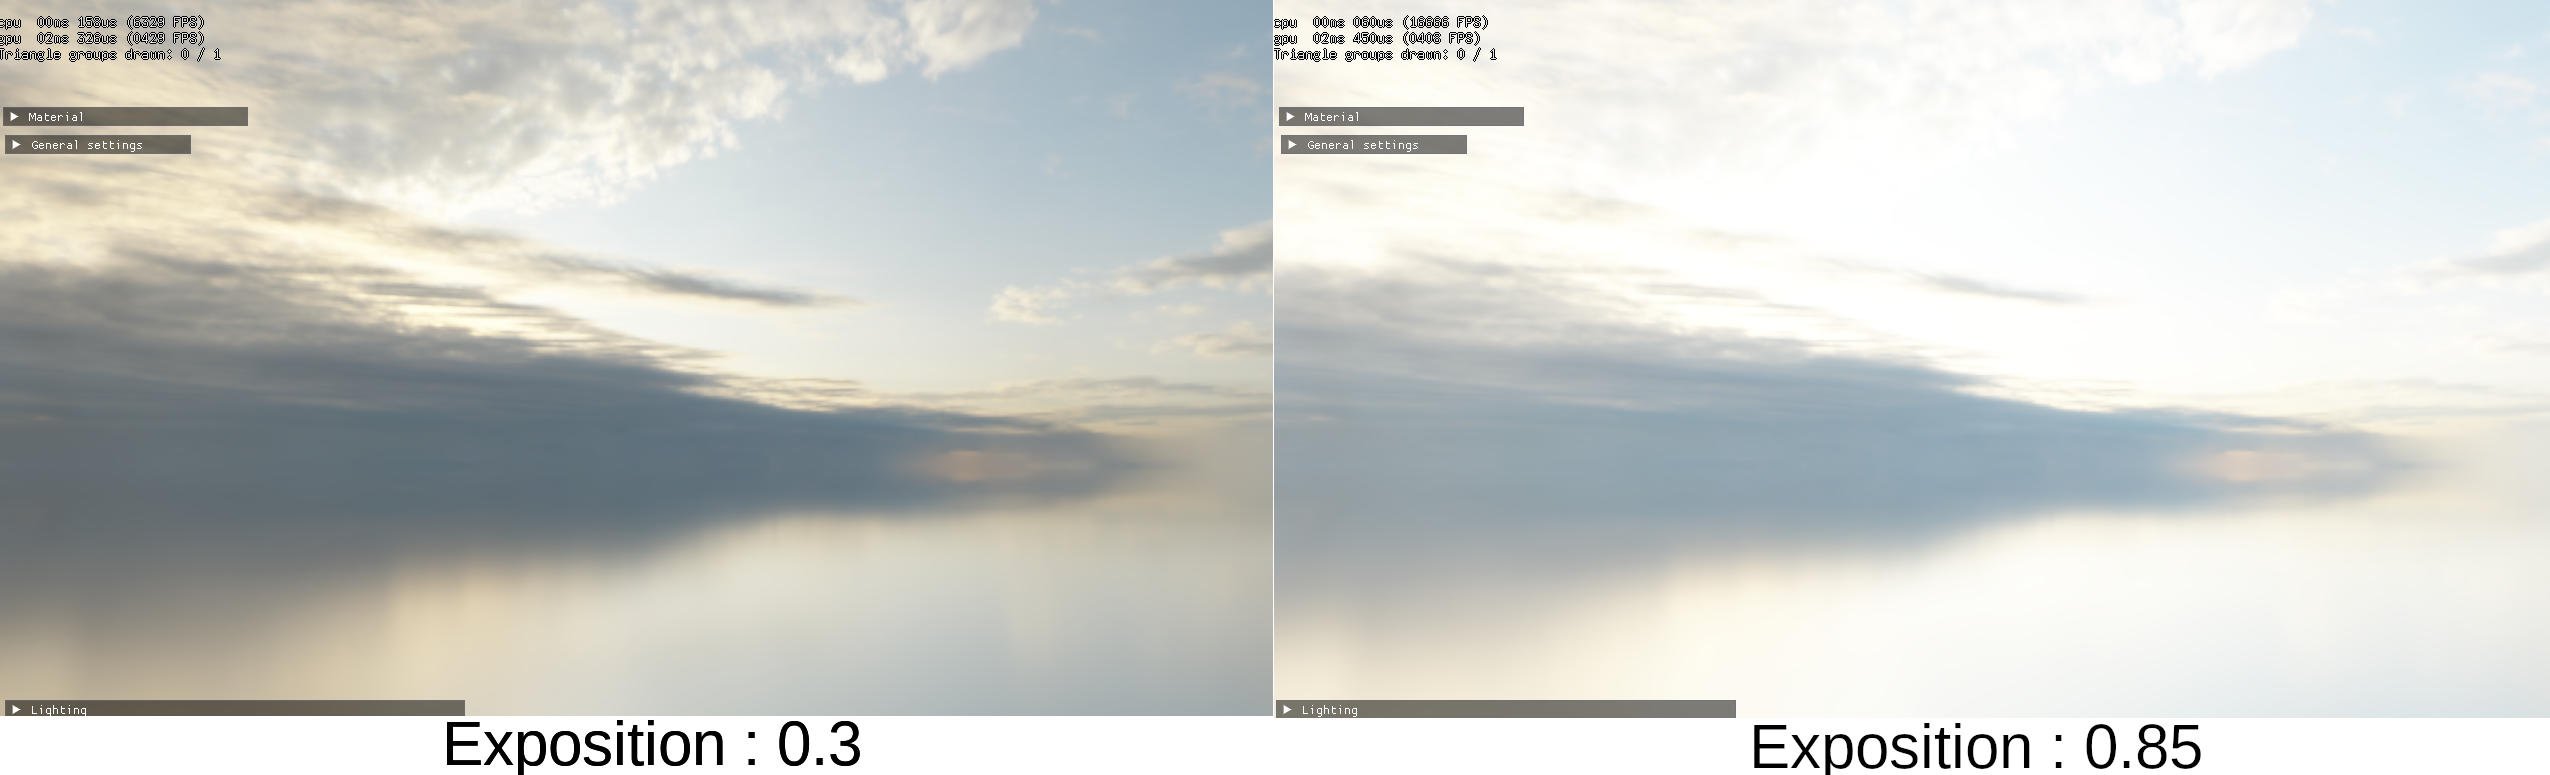 cpu  00ms 158us (6329 FPS)
gpu  02ms 326us (0429 FPS)
Triangle groups drawn: 0 / 1
Material
General settings
Lighting
Exposition : 0.3
cpu  00ms 060us (16666 FPS)
gpu  02ms 450us (0408 FPS)
Triangle groups drawn: 0 / 1
Material
General settings
Lighting
Exposition : 0.85